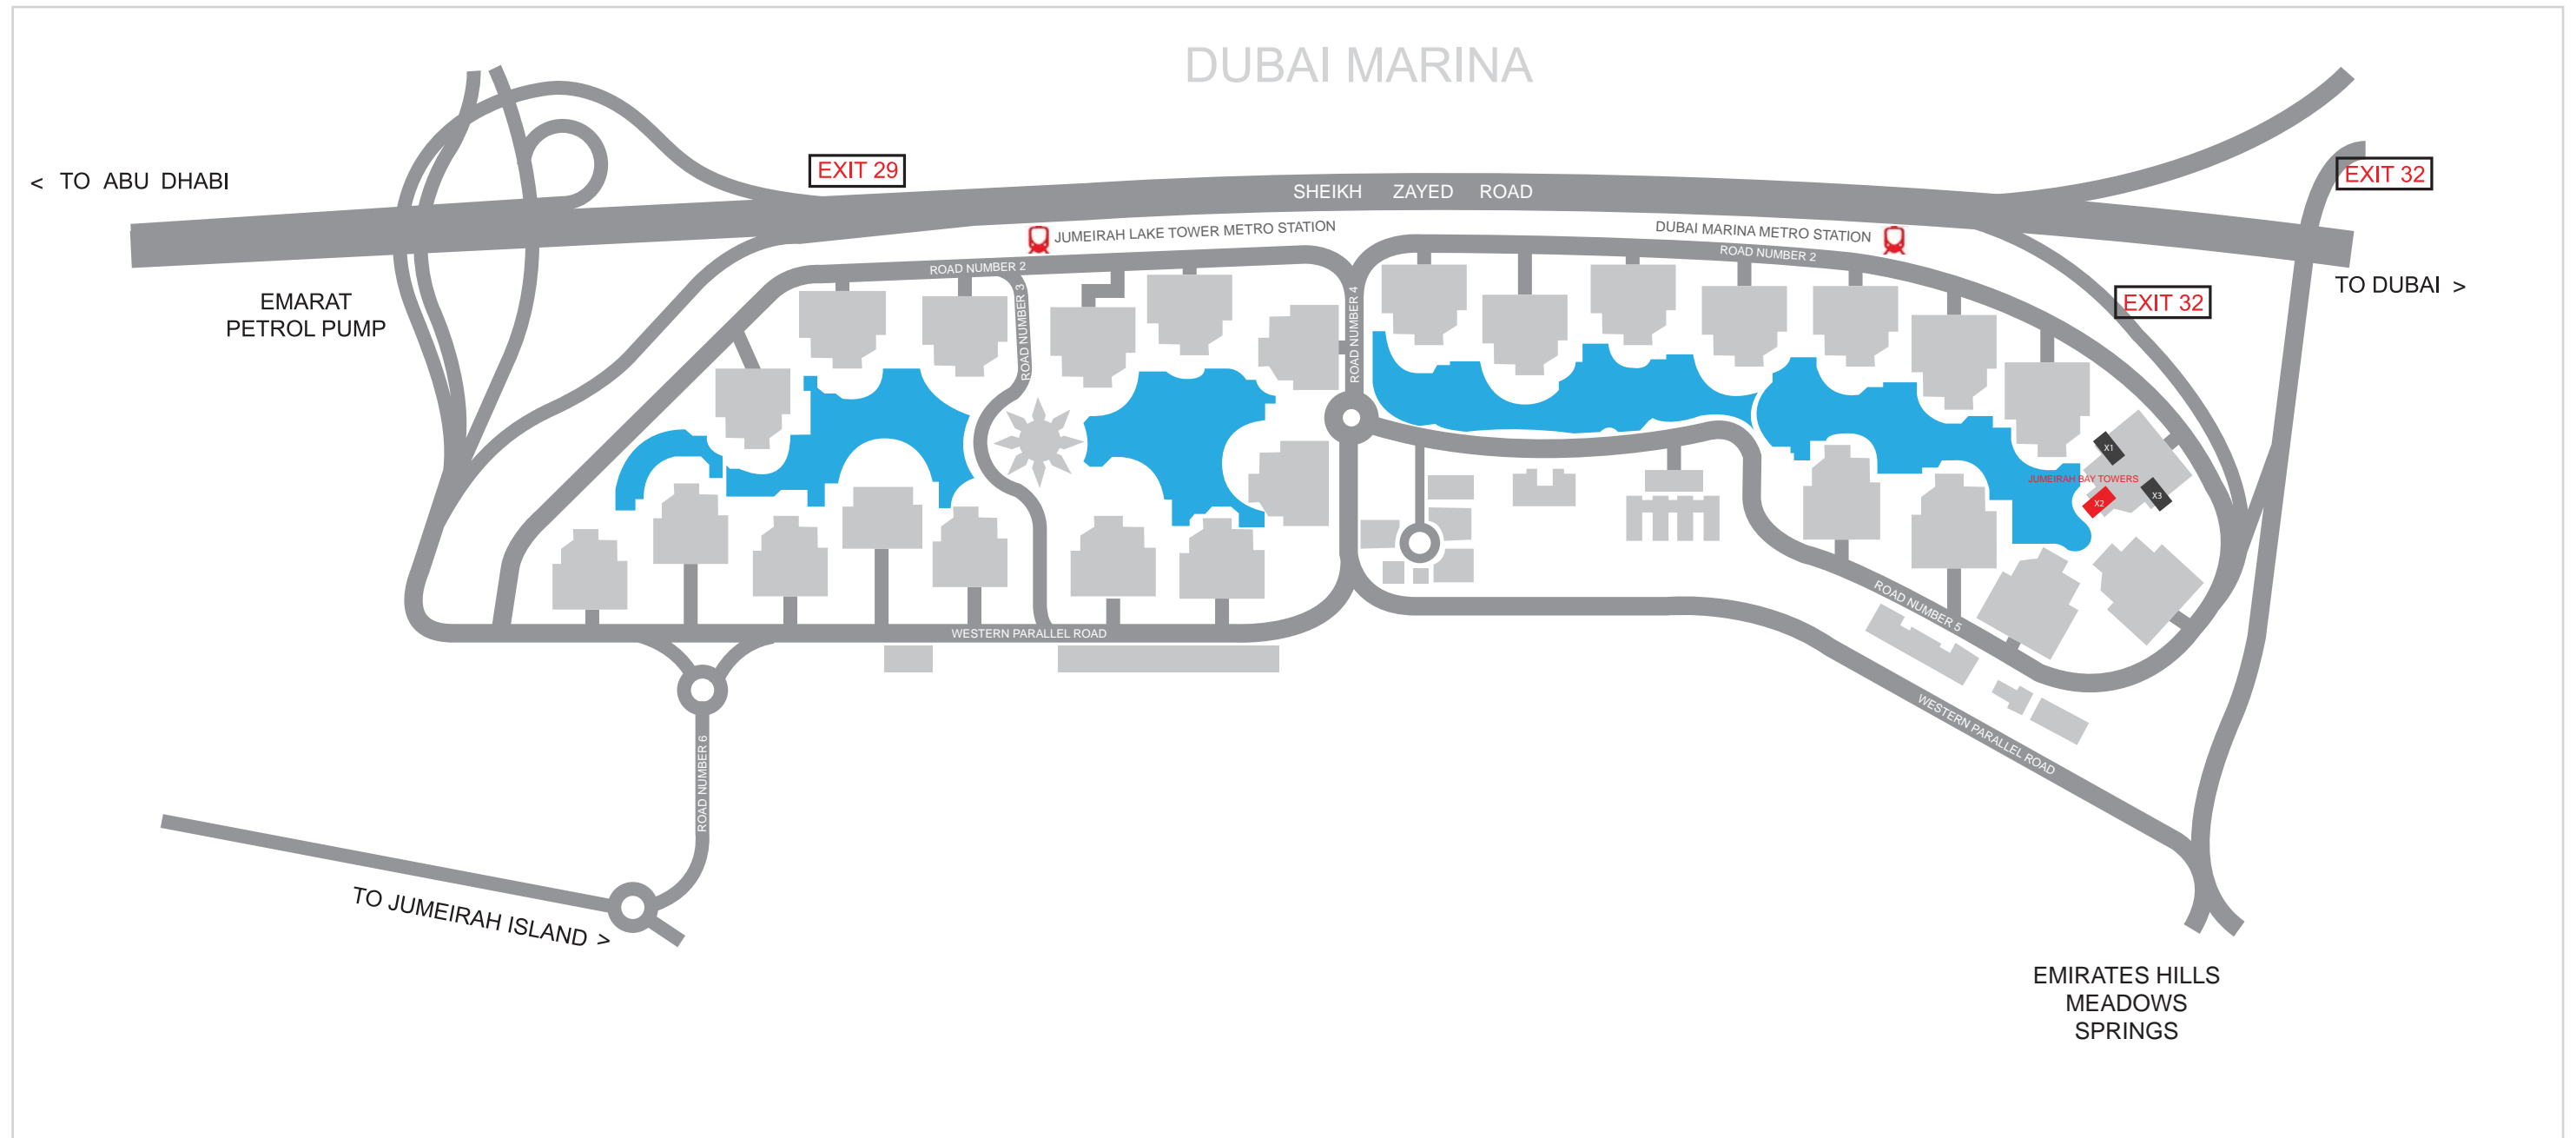 DUBAI MARINA
< TO ABU DHABI
EXIT 29
SHEIKH ZAYED ROAD
EXIT 32
JUMEIRAH LAKE TOWER METRO STATION
DUBAI MARINA METRO STATION
ROAD NUMBER 2
ROAD NUMBER 2
EMARAT
PETROL PUMP
ROAD NUMBER 3
ROAD NUMBER 4
EXIT 32
TO DUBAI >
X1
JUMEIRAH BAY TOWERS
X2
X3
ROAD NUMBER 5
WESTERN PARALLEL ROAD
WESTERN PARALLEL ROAD
ROAD NUMBER 6
TO JUMEIRAH ISLAND >
EMIRATES HILLS
MEADOWS
SPRINGS